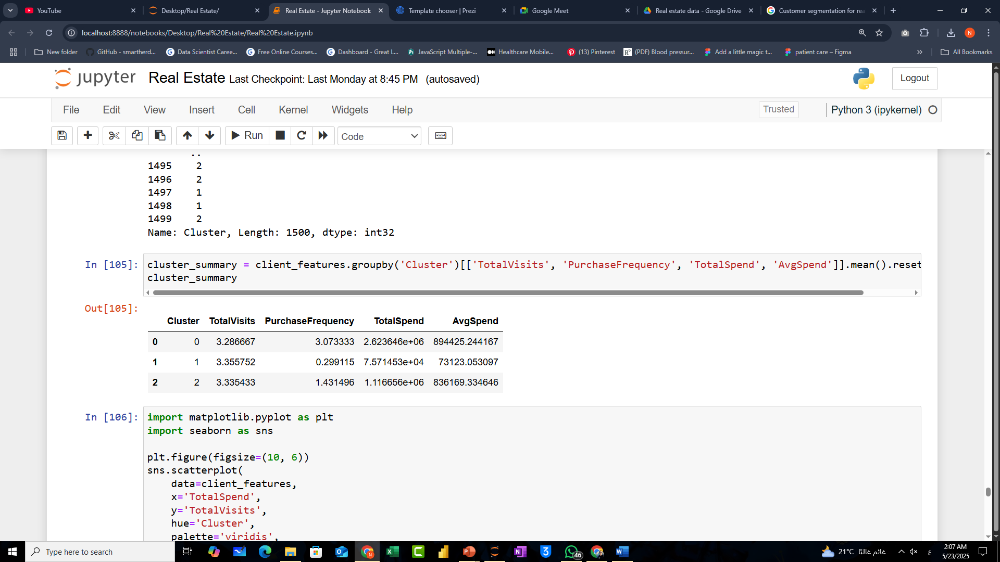 YouTube
Desktop/Real Estate/
Real Estate - Jupyter Notebook
Template chooser | Prezi
Google Meet
Real estate data - Google Drive
Customer segmentation for rea
localhost:8888/notebooks/Desktop/Real%20Estate/Real%20Estate.ipynb
N
New folder
GitHub - smartherd...
Data Scientist Caree...
Free Online Courses...
Dashboard - Great L...
JavaScript Multiple-...
Healthcare Mobile...
(13) Pinterest
(PDF) Blood pressur...
Add a little magic t...
patient care – Figma
All Bookmarks
jupyter Real Estate Last Checkpoint: Last Monday at 8:45 PM (autosaved)
Logout
File Edit View Insert Cell Kernel Widgets Help
Trusted
Python 3 (ipykernel)
Run
Code
..
1495 2
1496 2
1497 1
1498 1
1499 2
Name: Cluster, Length: 1500, dtype: int32
In [105]: cluster_summary = client_features.groupby('Cluster')[['TotalVisits', 'PurchaseFrequency', 'TotalSpend', 'AvgSpend']].mean().reset
cluster_summary
Out[105]:
Cluster TotalVisits PurchaseFrequency TotalSpend AvgSpend
0 0 3.286667 3.073333 2.623646e+06 894425.244167
1 1 3.355752 0.299115 7.571453e+04 73123.053097
2 2 3.335433 1.431496 1.116656e+06 836169.334646
In [106]: import matplotlib.pyplot as plt
import seaborn as sns
plt.figure(figsize=(10, 6))
sns.scatterplot(
data=client_features,
x='TotalSpend',
y='TotalVisits',
hue='Cluster',
palette='viridis',
Type here to search
46
21°C غائم غالبًا
ع
2:07 AM
5/23/2025